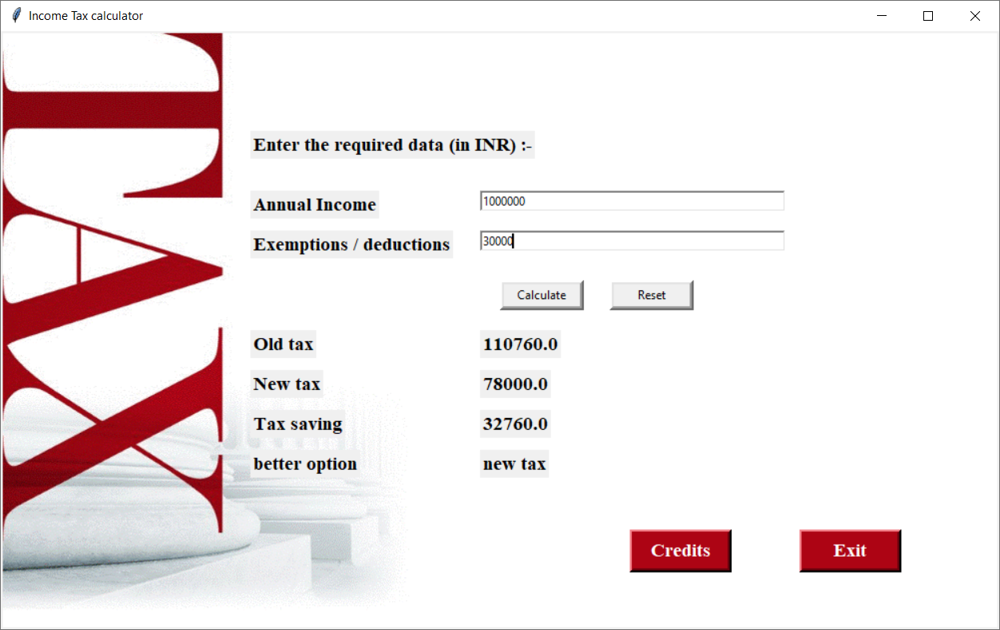 Income Tax calculator
TAX
Enter the required data (in INR) :-
Annual Income 1000000
Exemptions / deductions 30000
Calculate Reset
Old tax 110760.0
New tax 78000.0
Tax saving 32760.0
better option new tax
Credits Exit